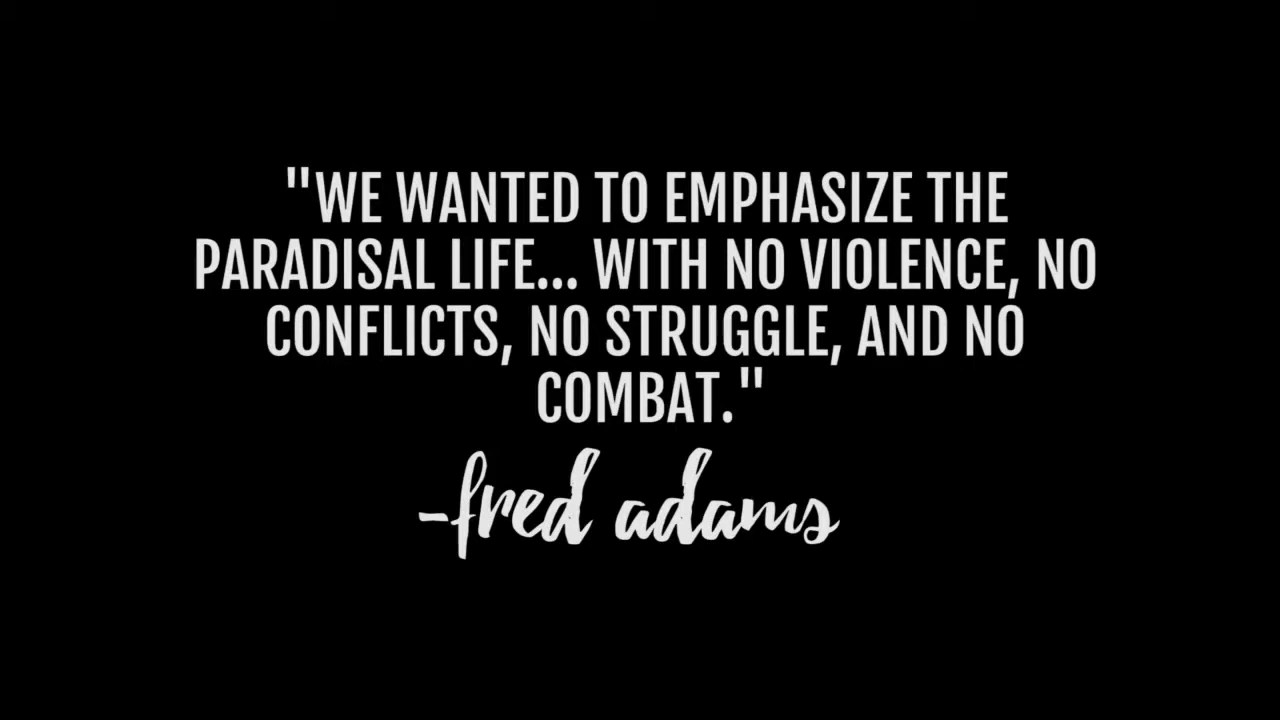 "WE WANTED TO EMPHASIZE THE
PARADISAL LIFE... WITH NO VIOLENCE, NO
CONFLICTS, NO STRUGGLE, AND NO
COMBAT."
-fred adams